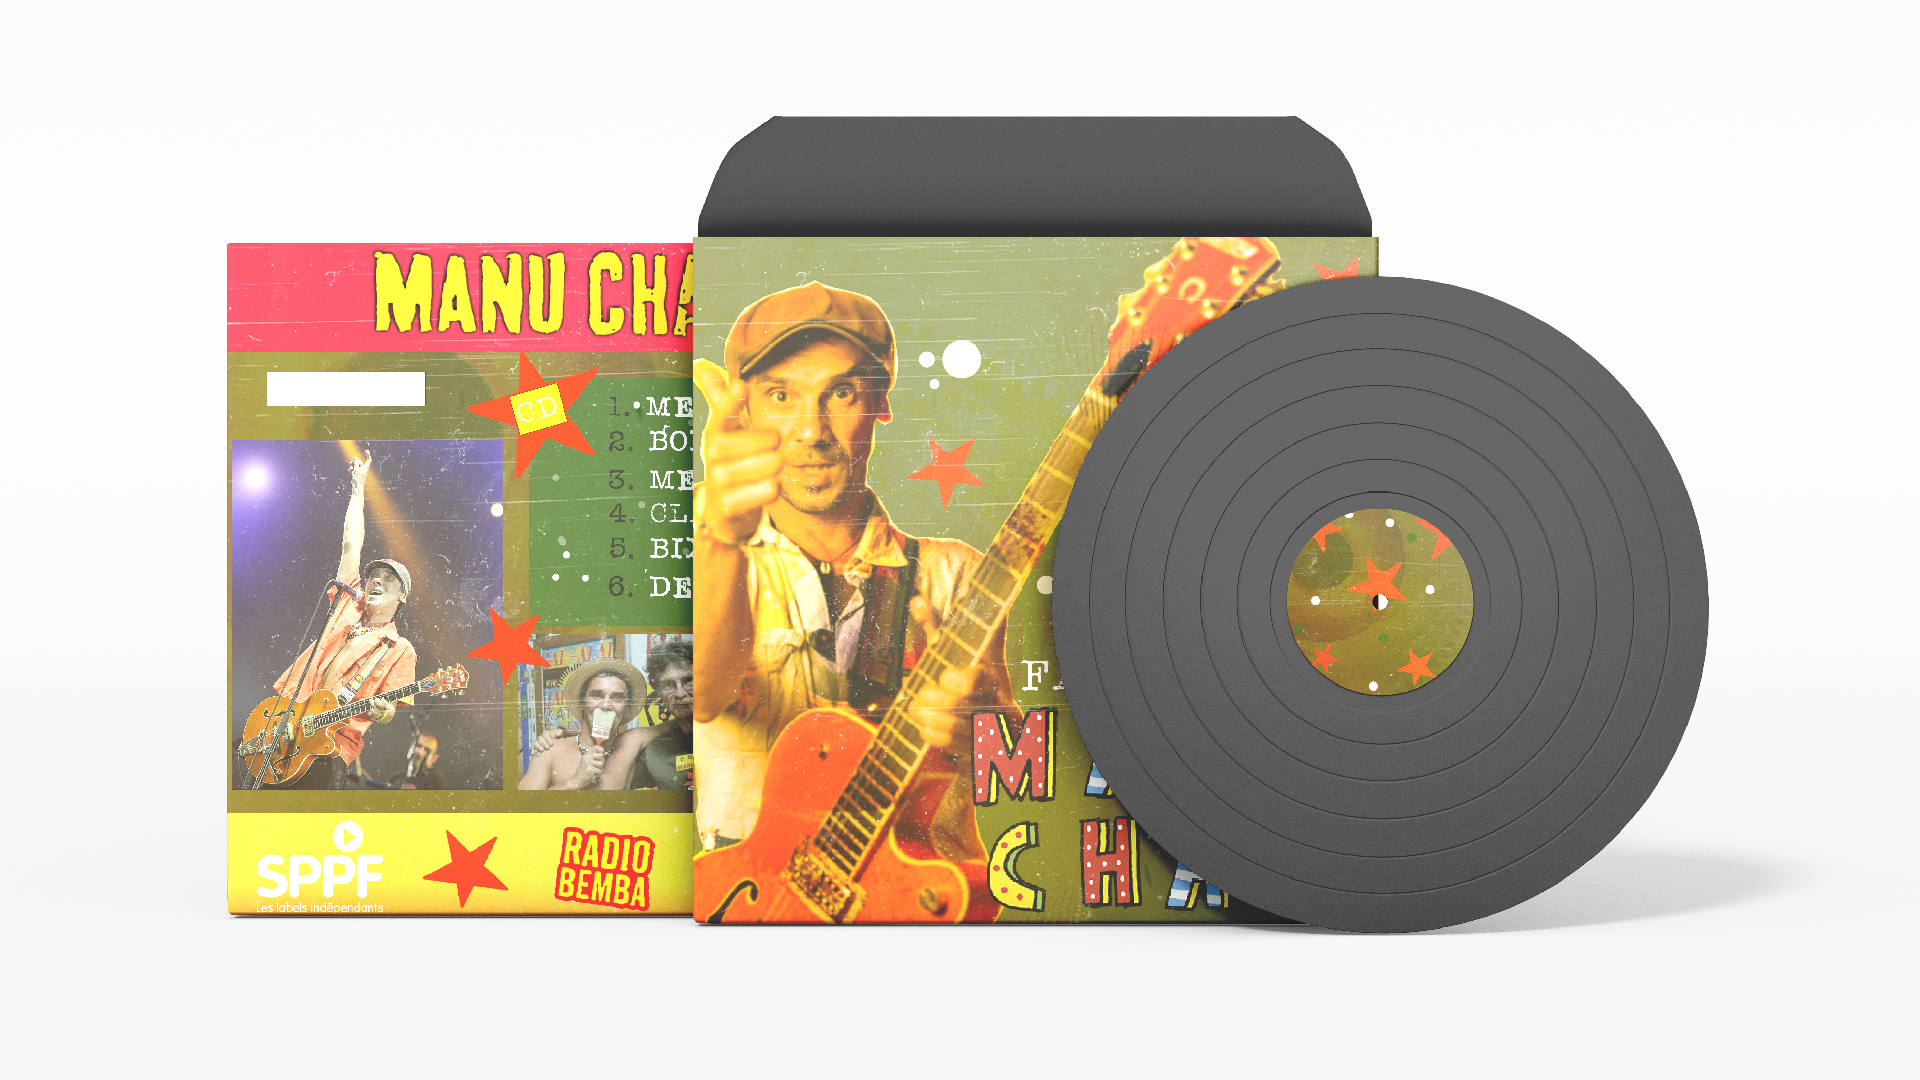 MANU CHA
CD
1. ME
2. BO
3. ME
4. CL
5. BI
6. DE
SPPF
Les labels indépendants
RADIO
BEMBA
F
M
CHA